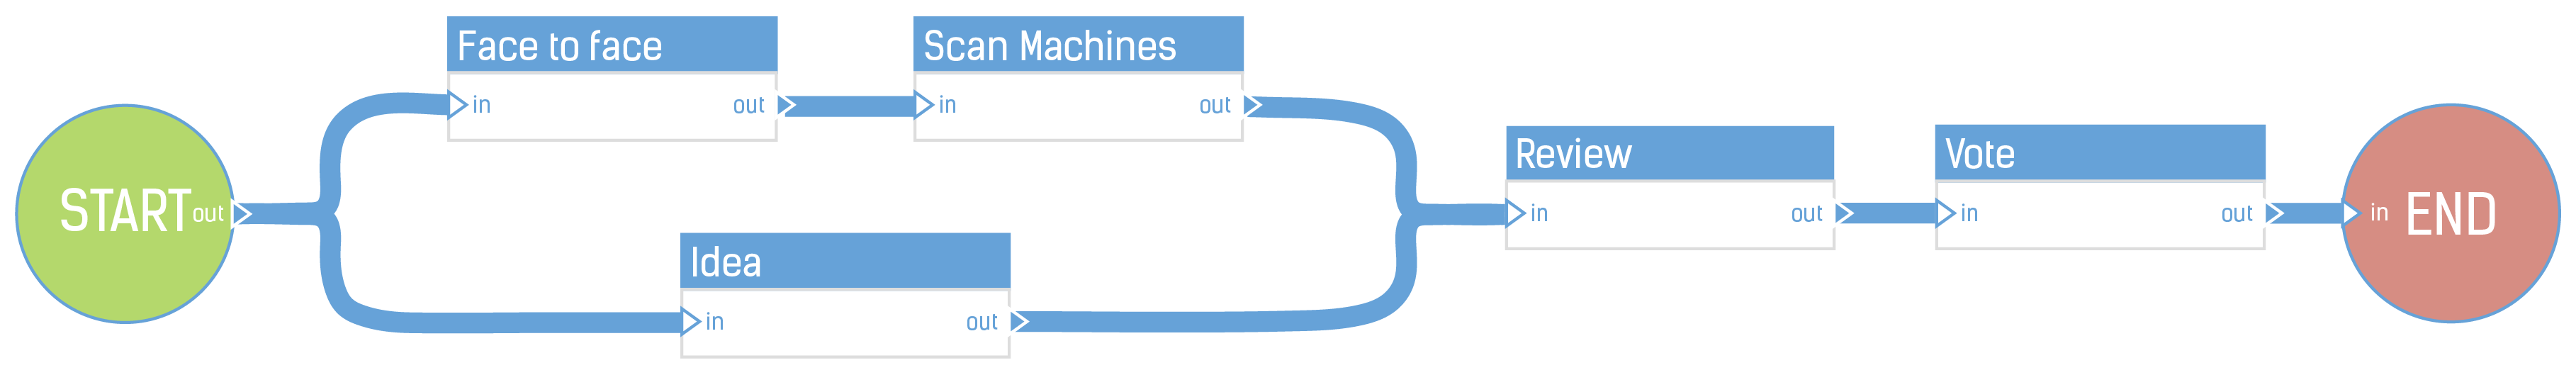 START
out
Face to face
in
out
Scan Machines
in
out
Idea
in
out
Review
in
out
Vote
in
out
in
END